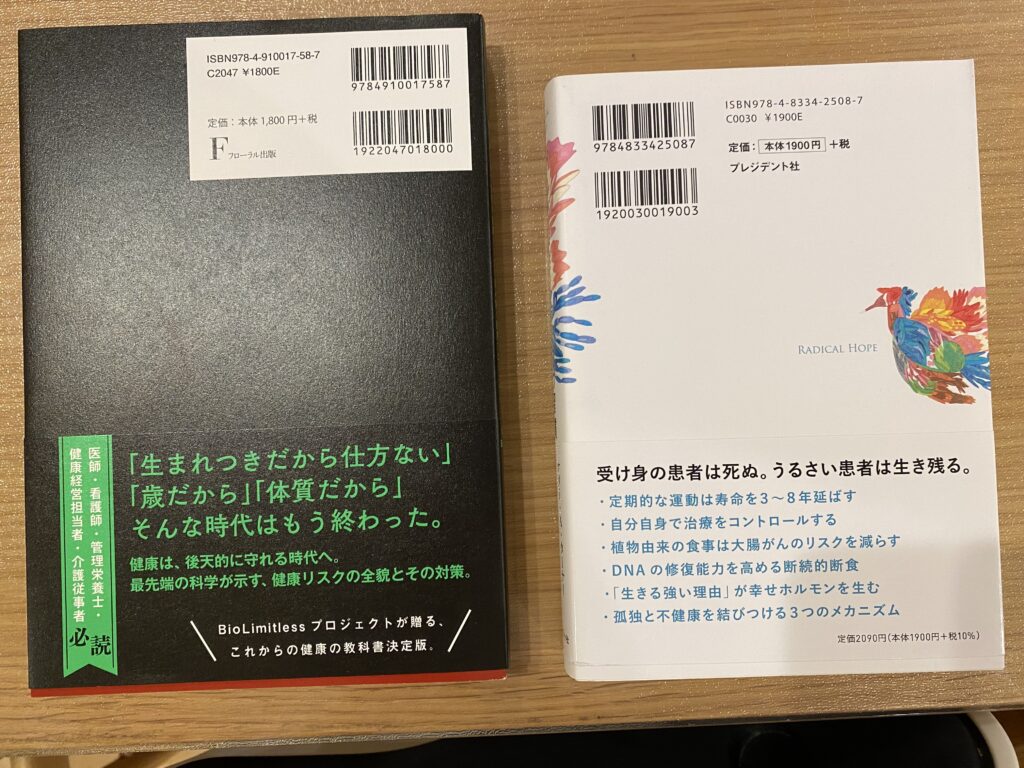 ISBN978-4-910017-58-7
C2047 ¥1800E
9784910017587
定価:本体1,800円+税
1922047018000
F フローラル出版
医師・看護師・管理栄養士・
健康経営担当者・介護従事者
必読
「生まれつきだから仕方ない」
「歳だから」「体質だから」
そんな時代はもう終わった。
健康は、後天的に守れる時代へ。
最先端の科学が示す、健康リスクの全貌とその対策。
BioLimitless プロジェクトが贈る、
これからの健康の教科書決定版。
ISBN978-4-8334-2508-7
C0030 ¥1900E
9784833425087
定価: 本体1900円 +税
プレジデント社
1920030019003
RADICAL HOPE
受け身の患者は死ぬ。うるさい患者は生き残る。
・定期的な運動は寿命を3〜8年延ばす
・自分自身で治療をコントロールする
・植物由来の食事は大腸がんのリスクを減らす
・DNAの修復能力を高める断続的断食
・「生きる強い理由」が幸せホルモンを生む
・孤独と不健康を結びつける3つのメカニズム
定価2090円(本体1900円+税10%)